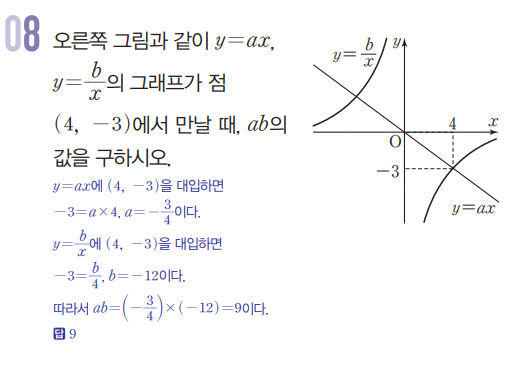 08
오른쪽 그림과 같이 y=ax,
y=b/x의 그래프가 점
(4, -3)에서 만날 때, ab의
값을 구하시오.
y=ax에 (4, -3)을 대입하면
-3=a×4, a=-3/4이다.
y=b/x에 (4, -3)을 대입하면
-3=b/4, b=-12이다.
따라서 ab=(-3/4)×(-12)=9이다.
답 9
y=b/x
y
4
x
O
-3
y=ax